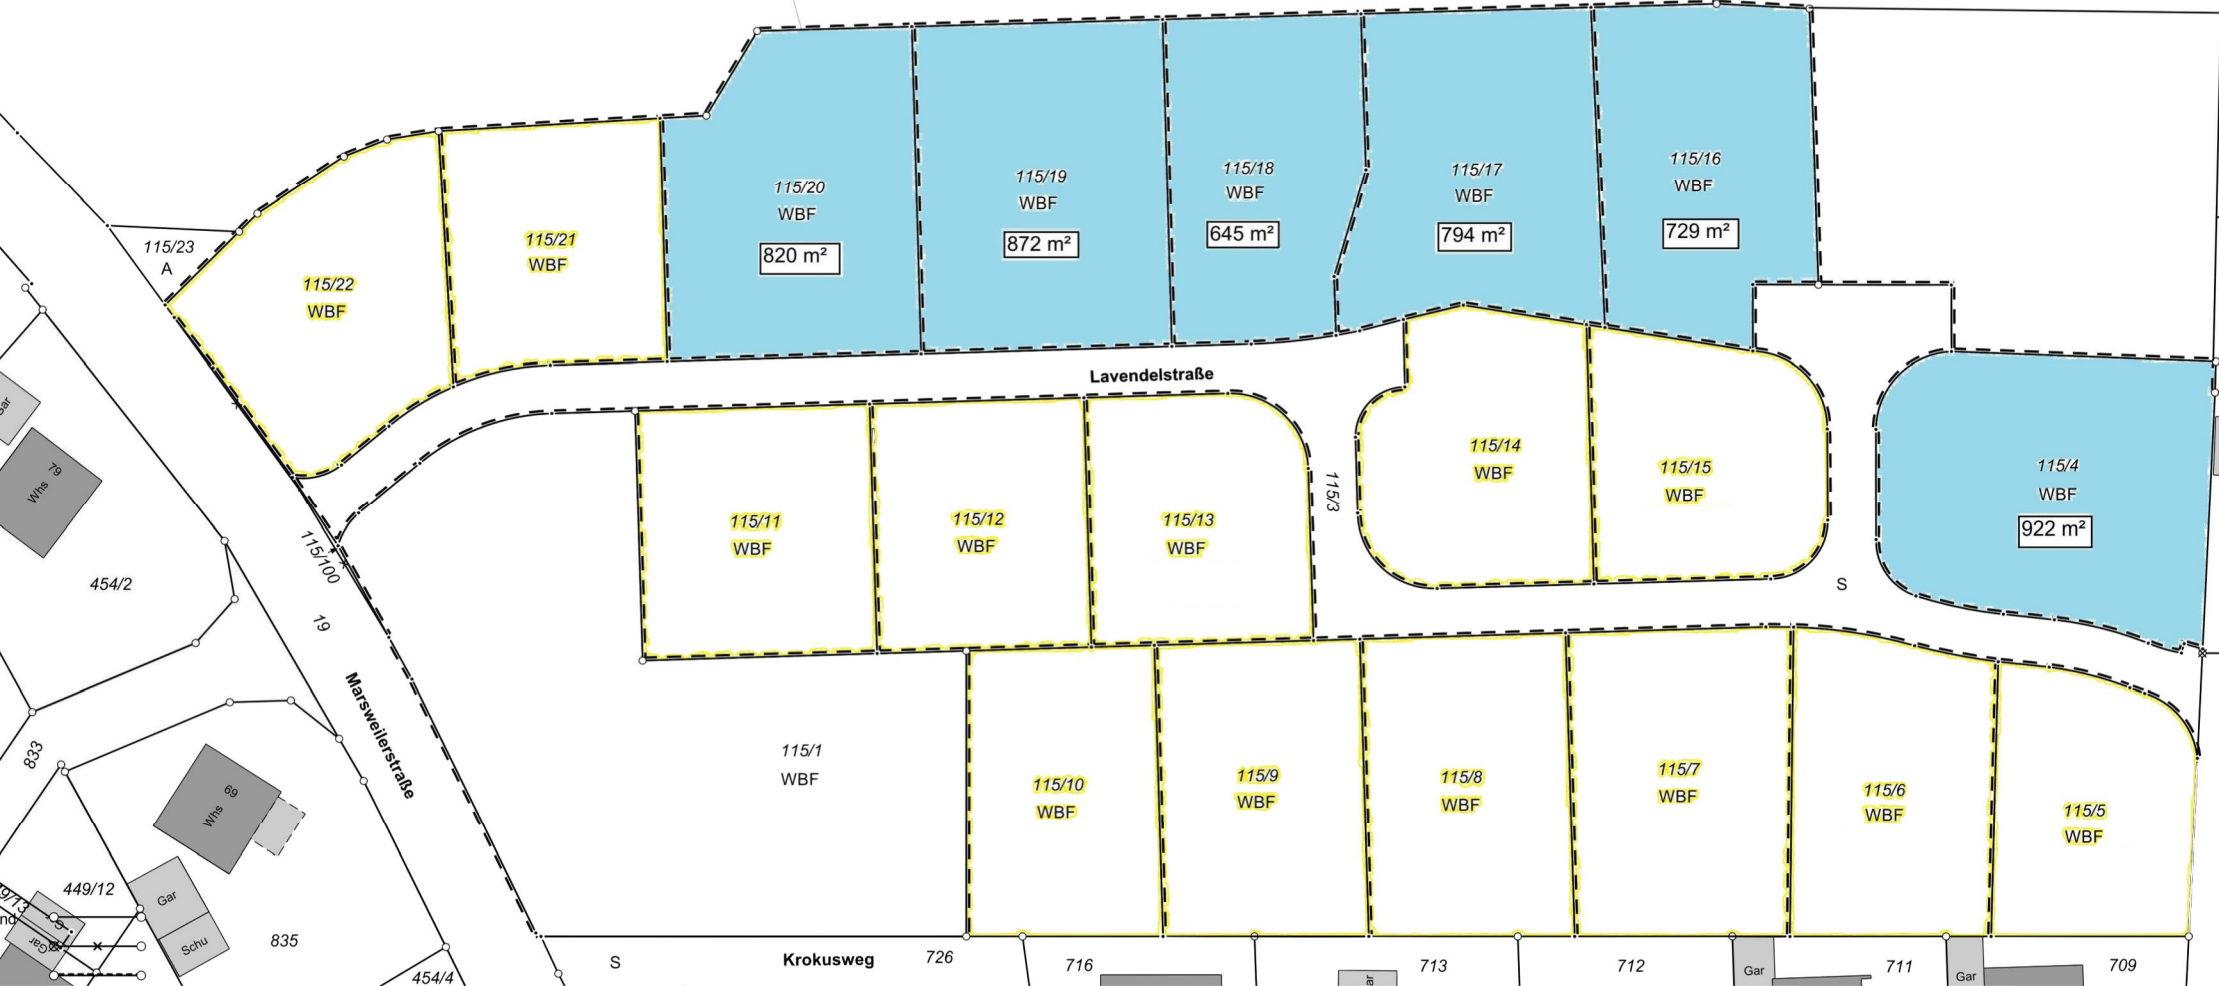 115/20
WBF
820 m²
115/19
WBF
872 m²
115/18
WBF
645 m²
115/17
WBF
794 m²
115/16
WBF
729 m²
115/23
A
115/22
WBF
115/21
WBF
Lavendelstraße
115/14
WBF
115/15
WBF
115/4
WBF
922 m²
115/3
S
115/11
WBF
115/12
WBF
115/13
WBF
115/100
19
Marsweilerstraße
79
Whs
454/2
833
69
Whs
115/1
WBF
115/10
WBF
115/9
WBF
115/8
WBF
115/7
WBF
115/6
WBF
115/5
WBF
449/12
Gar
Schu
Gar
835
454/4
S
Krokusweg
726
716
713
712
Gar
711
Gar
709